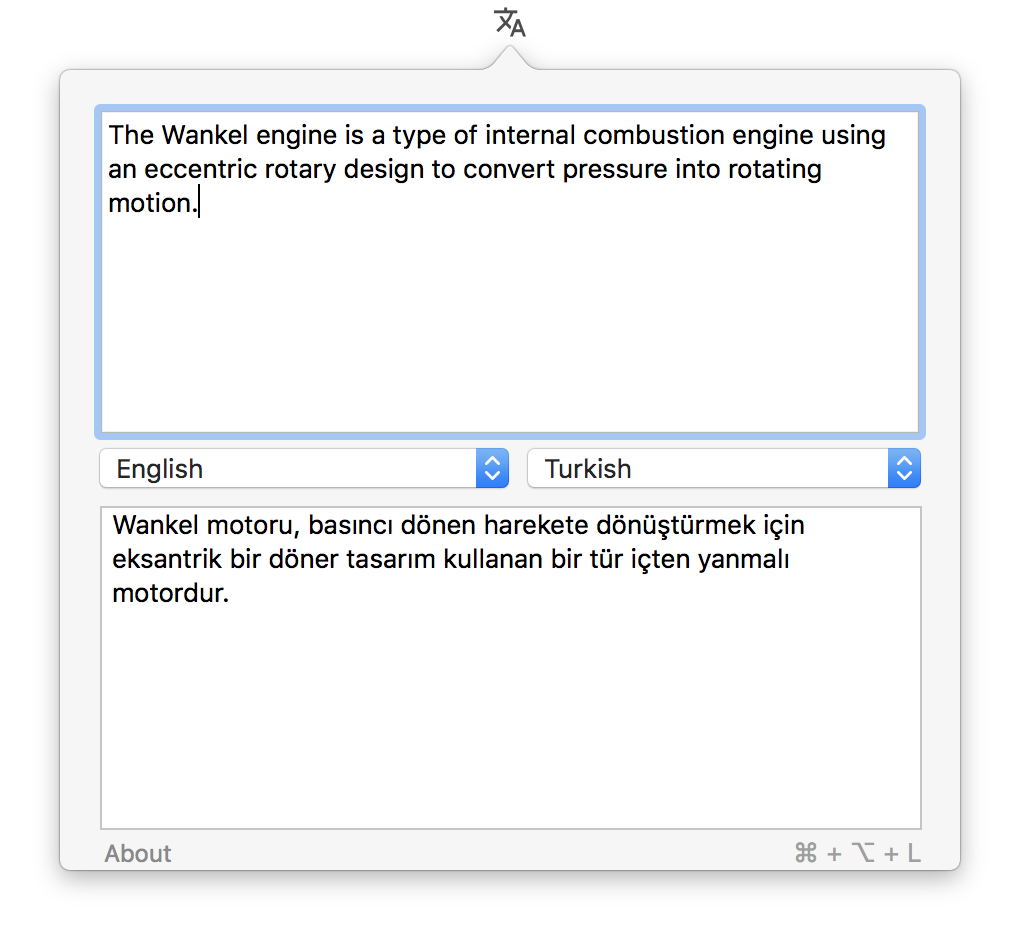 The Wankel engine is a type of internal combustion engine using
an eccentric rotary design to convert pressure into rotating
motion.
English
Turkish
Wankel motoru, basıncı dönen harekete dönüştürmek için
eksantrik bir döner tasarım kullanan bir tür içten yanmalı
motordur.
About
⌘ + ⌥ + L